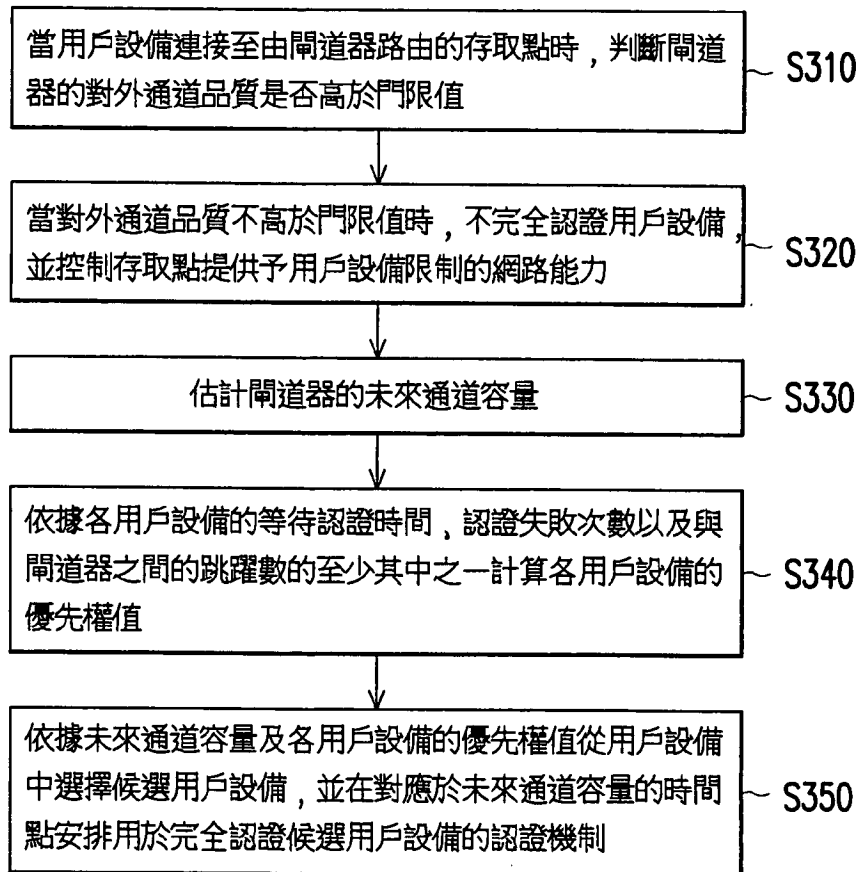 當用戶設備連接至由閘道器路由的存取點時，判斷閘道
器的對外通道品質是否高於門限值
S310
當對外通道品質不高於門限值時，不完全認證用戶設備，
並控制存取點提供予用戶設備限制的網路能力
S320
估計閘道器的未來通道容量
S330
依據各用戶設備的等待認證時間、認證失敗次數以及與
閘道器之間的跳躍數的至少其中之一計算各用戶設備的
優先權值
S340
依據未來通道容量及各用戶設備的優先權值從用戶設備
中選擇候選用戶設備，並在對應於未來通道容量的時間
點安排用於完全認證候選用戶設備的認證機制
S350